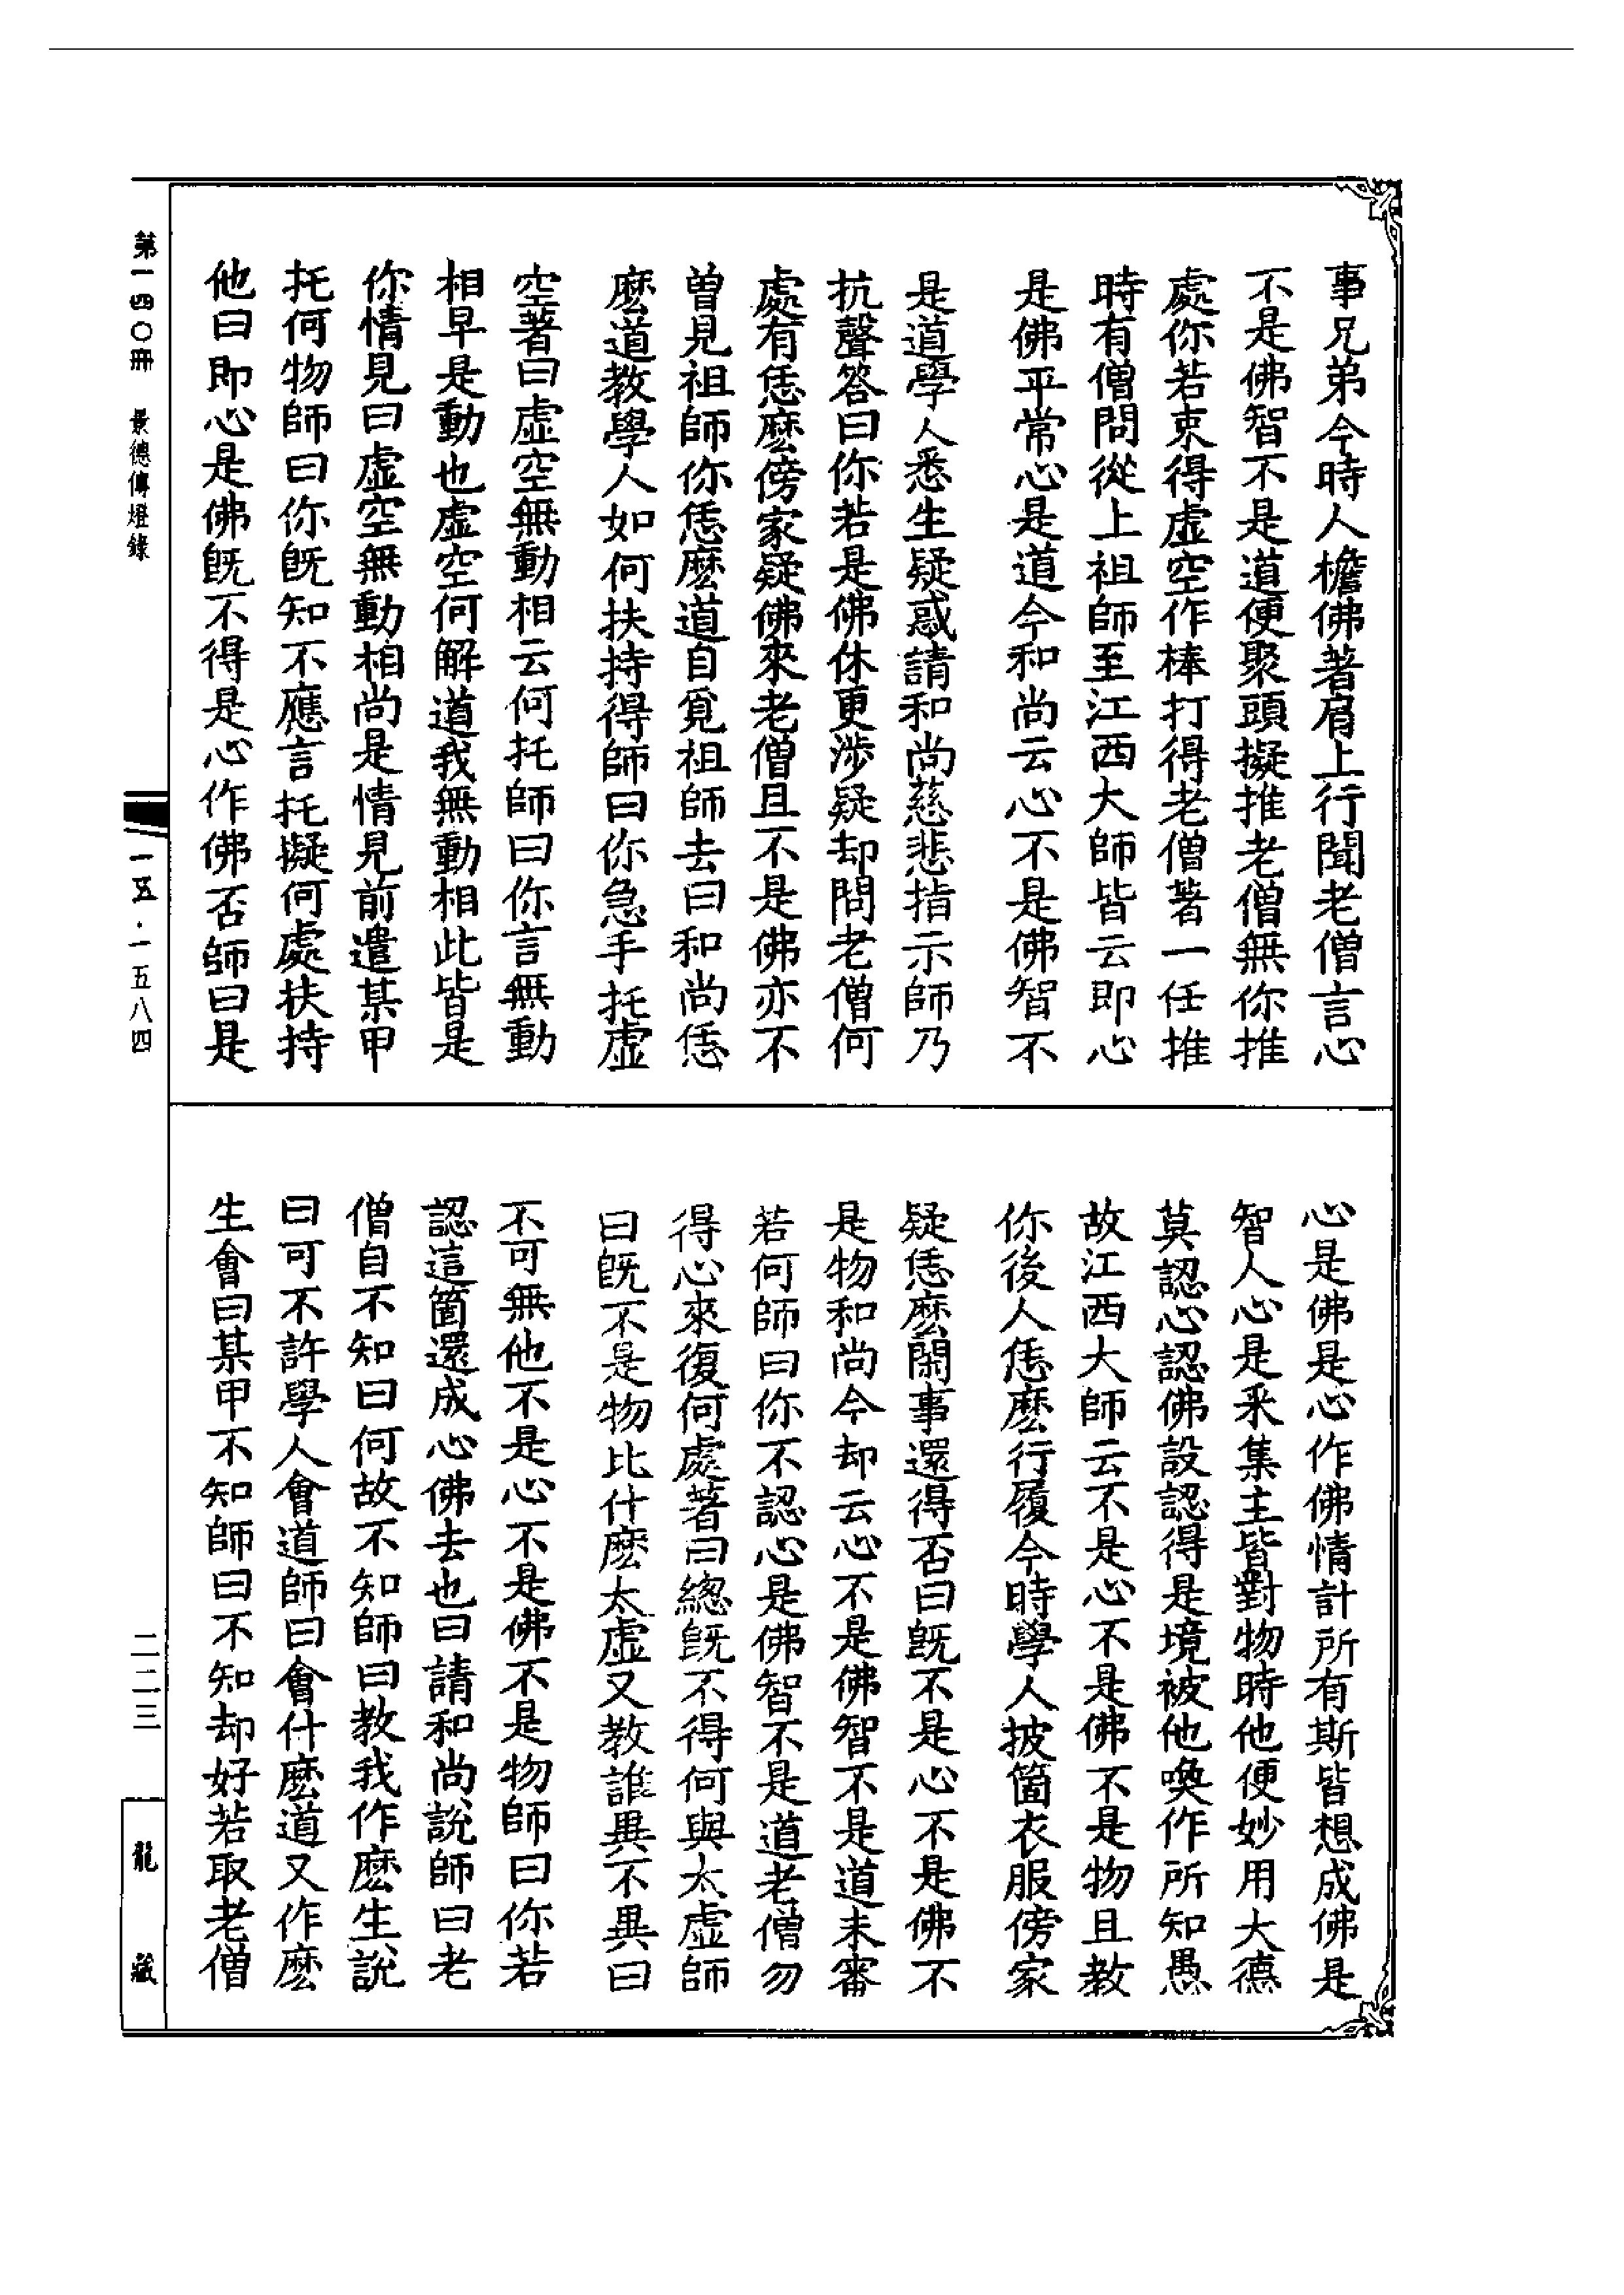 事兄弟今時人檐佛著肩上行聞老僧言心
不是佛智不是道便聚頭擬推老僧無你推
處你若束得虛空作棒打得老僧著一任推
時有僧問從上祖師至江西大師皆云即心
是佛平常心是道今和尚云心不是佛智不
是道學人悉生疑惑請和尚慈悲指示師乃
抗聲答曰你若是佛休更涉疑却問老僧何
處有恁麽傍家疑佛來老僧且不是佛亦不
曾見祖師你恁麽道自覓祖師去曰和尚恁
麽道教學人如何扶持得師曰你急手托虛
空著曰虛空無動相云何托師曰你言無動
相早是動也虛空何解道我無動相此皆是
你情見曰虛空無動相尚是情見前遣某甲
托何物師曰你旣知不應言托擬何處扶持
他曰即心是佛旣不得是心作佛否師曰是
心是佛是心作佛情計所有斯皆想成佛是
智人心是釆集主皆對物時他便妙用大德
莫認心認佛設認得是境被他喚作所知愚
故江西大師云不是心不是佛不是物且教
你後人恁麽行履今時學人披箇衣服傍家
疑恁麽閑事還得否曰旣不是心不是佛不
是物和尚今却云心不是佛智不是道未審
若何師曰你不認心是佛智不是道老僧勿
得心來復何處著曰總旣不得何與太虛師
曰旣不是物比什麽太虛又教誰異不異曰
不可無他不是心不是佛不是物師曰你若
認這箇還成心佛去也曰請和尚說師曰老
僧自不知曰何故不知師曰教我作麽生說
曰可不許學人會道師曰會什麽道又作麽
生會曰某甲不知師曰不知却好若取老僧
第一四〇冊 景德傳燈錄
一五·一五八四
二二三
龍藏